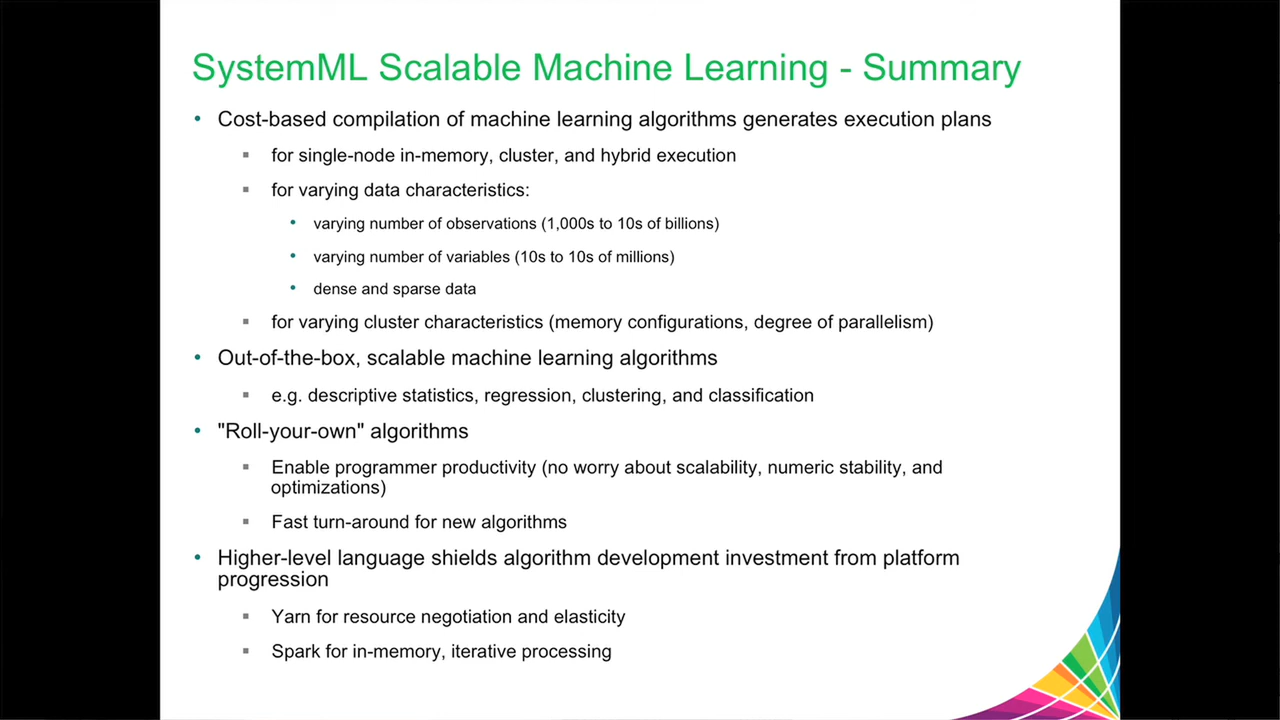 SystemML Scalable Machine Learning - Summary
• Cost-based compilation of machine learning algorithms generates execution plans
▪ for single-node in-memory, cluster, and hybrid execution
▪ for varying data characteristics:
• varying number of observations (1,000s to 10s of billions)
• varying number of variables (10s to 10s of millions)
• dense and sparse data
▪ for varying cluster characteristics (memory configurations, degree of parallelism)
• Out-of-the-box, scalable machine learning algorithms
▪ e.g. descriptive statistics, regression, clustering, and classification
• "Roll-your-own" algorithms
▪ Enable programmer productivity (no worry about scalability, numeric stability, and
optimizations)
▪ Fast turn-around for new algorithms
• Higher-level language shields algorithm development investment from platform
progression
▪ Yarn for resource negotiation and elasticity
▪ Spark for in-memory, iterative processing